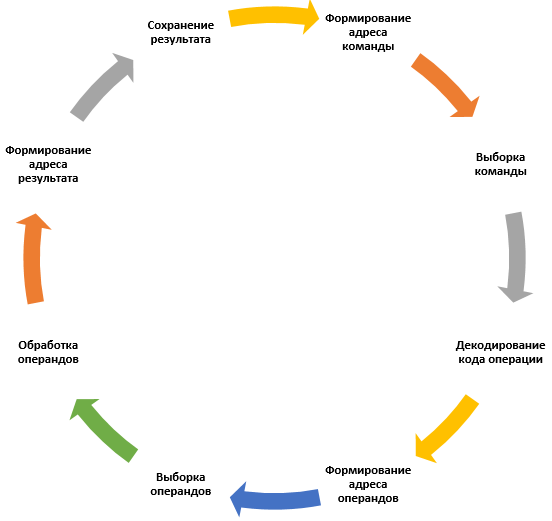 Формирование
адреса
команды
Выборка
команды
Декодирование
кода операции
Формирование
адреса
операндов
Выборка
операндов
Обработка
операндов
Формирование
адреса
результата
Сохранение
результата